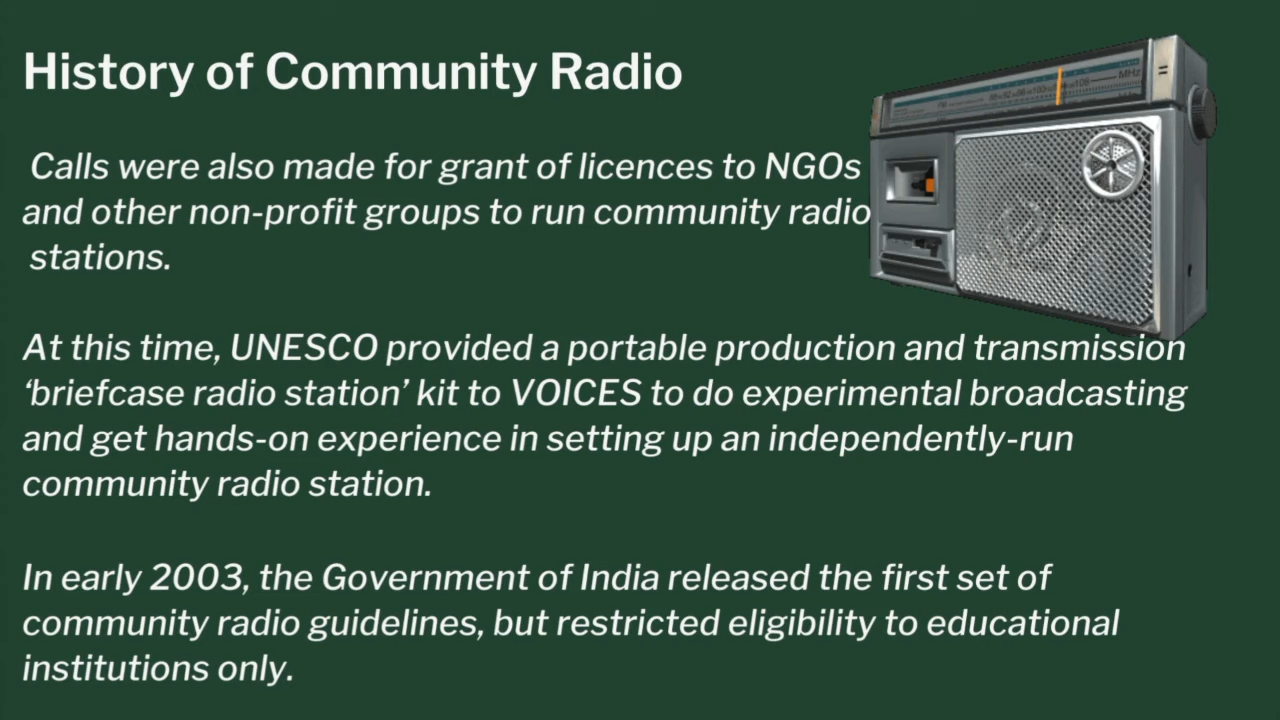 History of Community Radio
Calls were also made for grant of licences to NGOs
and other non-profit groups to run community radio
stations.
At this time, UNESCO provided a portable production and transmission
‘briefcase radio station’ kit to VOICES to do experimental broadcasting
and get hands-on experience in setting up an independently-run
community radio station.
In early 2003, the Government of India released the first set of
community radio guidelines, but restricted eligibility to educational
institutions only.
MHz